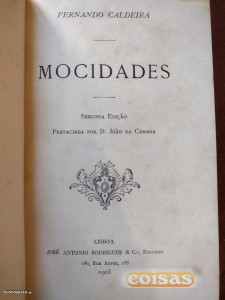 FERNANDO CALDEIRA
MOCIDADES
SEGUNDA EDIÇÃO
PREFACIADA POR D. JOÃO DA CAMARA
LISBOA
JOSÉ ANTONIO RODRIGUES & C.ª, EDITORES
186, RUA AUREA, 188
1903
coisas